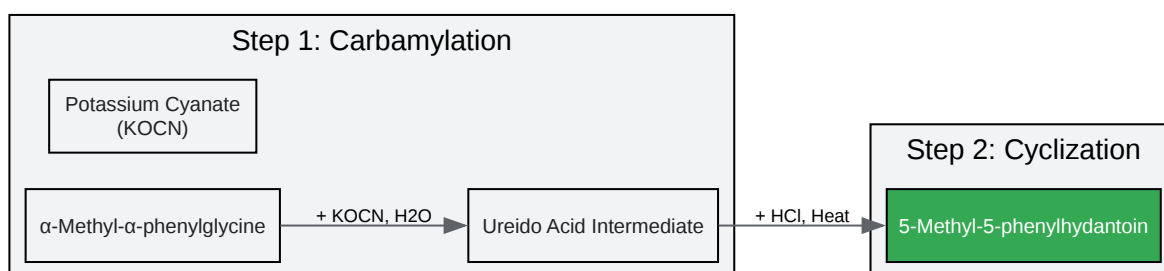 Step 1: Carbamylation
Potassium Cyanate
(KOCN)
α-Methyl-α-phenylglycine
+ KOCN, H2O
Ureido Acid Intermediate
+ HCl, Heat
Step 2: Cyclization
5-Methyl-5-phenylhydantoin